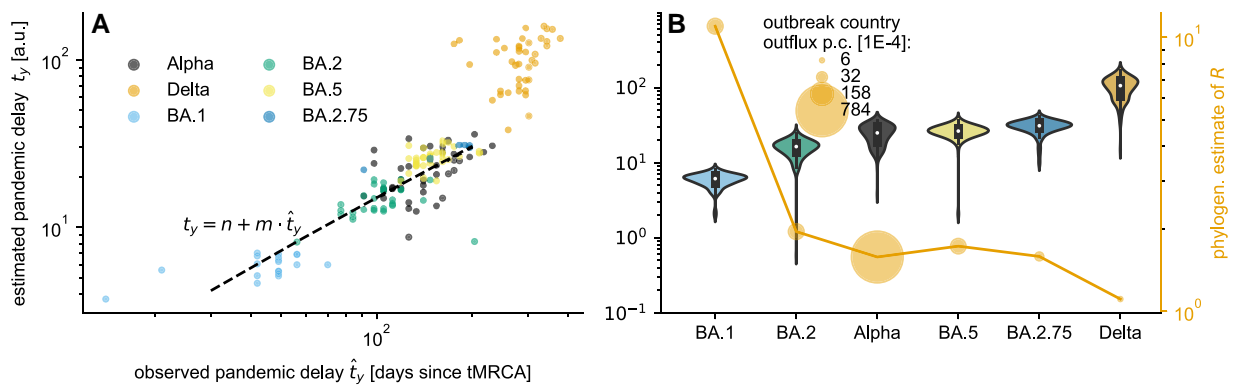 A
estimated pandemic delay t_y [a.u.]
10²
10¹
Alpha
Delta
BA.1
BA.2
BA.5
BA.2.75
t_y = n + m · t̂_y
10²
observed pandemic delay t̂_y [days since tMRCA]
B
outbreak country
outflux p.c. [1E-4]:
6
32
158
784
10²
10¹
10⁰
10⁻¹
10¹
10⁰
phylogen. estimate of R
BA.1
BA.2
Alpha
BA.5
BA.2.75
Delta